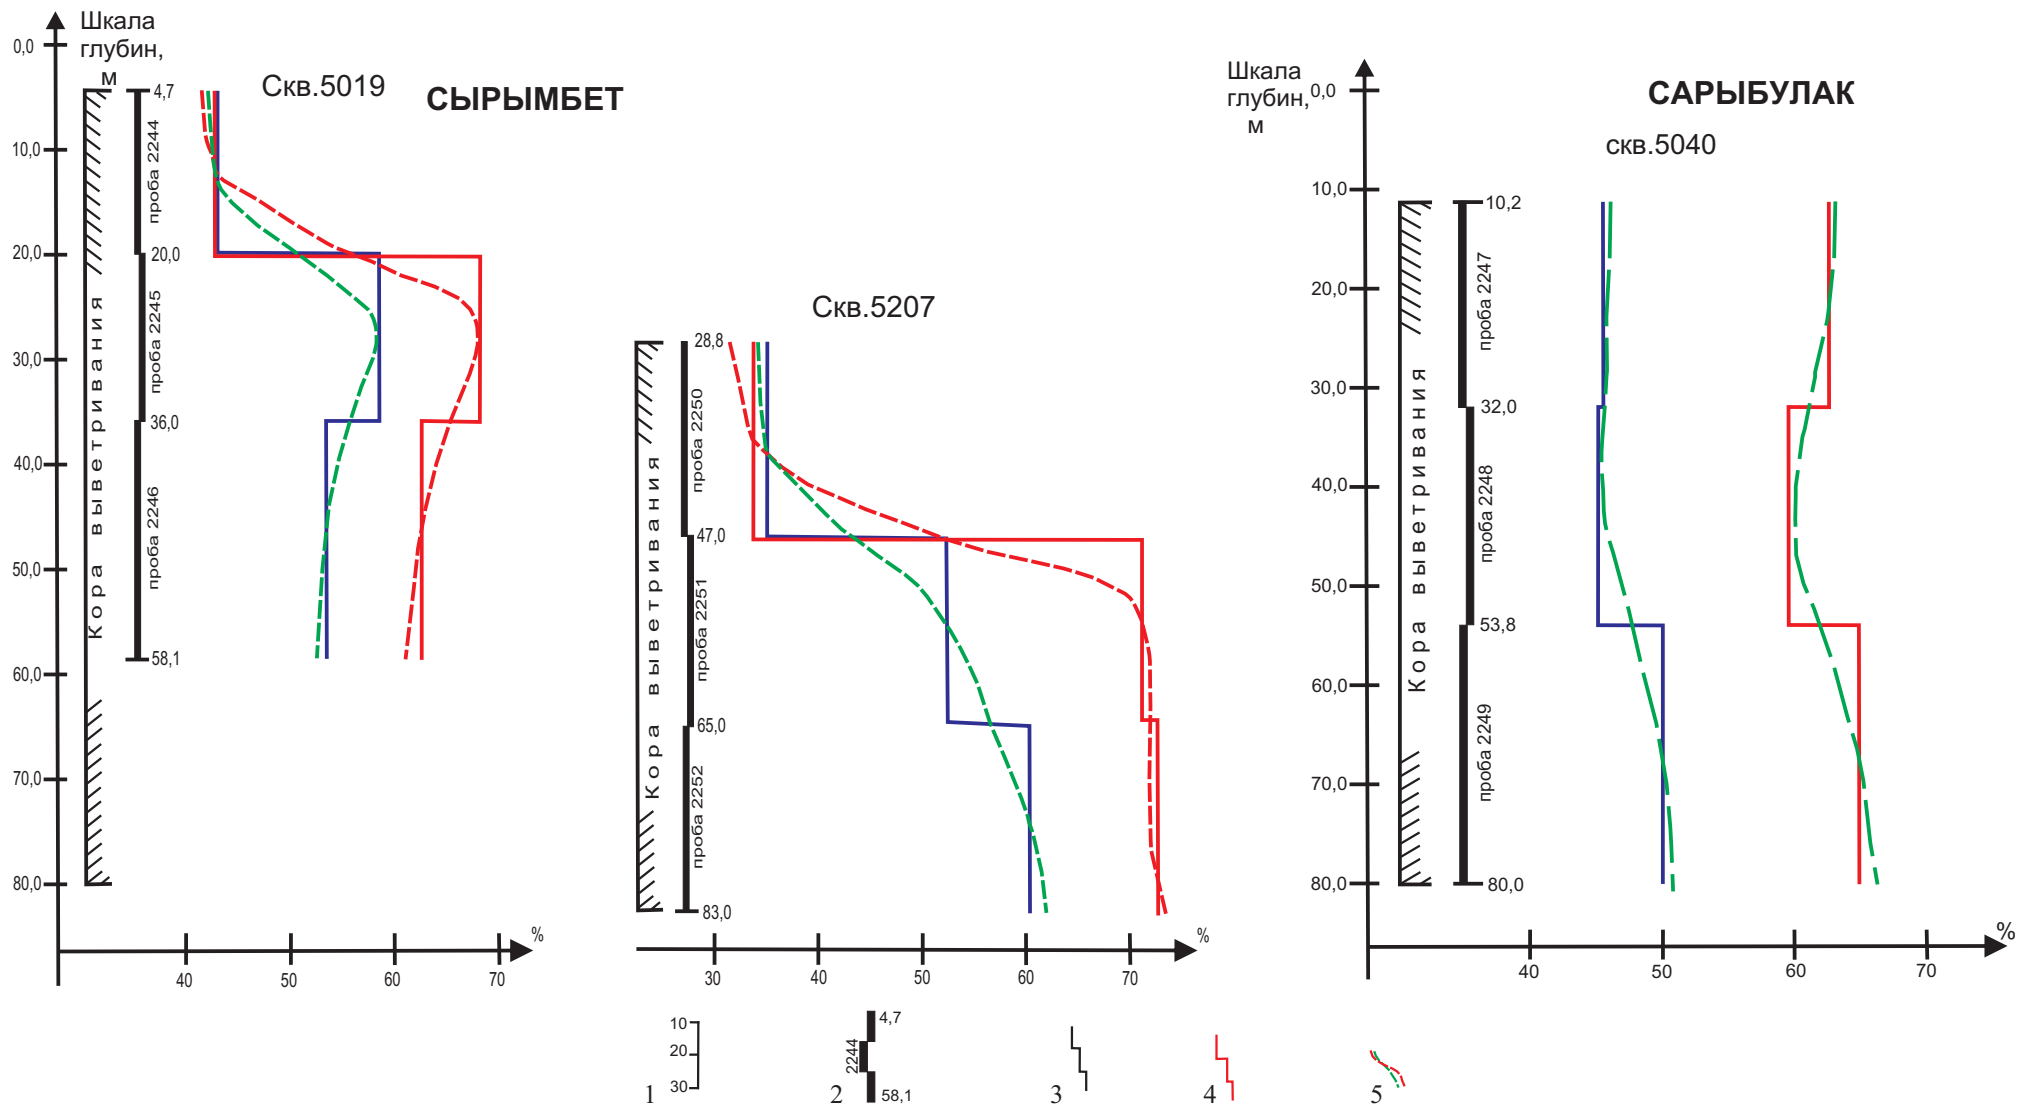 Шкала
глубин,
м
0,0
10,0
20,0
30,0
40,0
50,0
60,0
70,0
80,0
Скв.5019
СЫРЫМБЕТ
Кора выветривания
4,7
проба 2244
20,0
проба 2245
36,0
проба 2246
58,1
40
50
60
70
%
Скв.5207
Кора выветривания
28,8
проба 2250
47,0
проба 2251
65,0
проба 2252
83,0
30
40
50
60
70
%
Шкала
глубин,
м
0,0
10,0
20,0
30,0
40,0
50,0
60,0
70,0
80,0
САРЫБУЛАК
скв.5040
Кора выветривания
10,2
проба 2247
32,0
проба 2248
53,8
проба 2249
80,0
40
50
60
70
%
1
10
20
30
2
2244
4,7
58,1
3
4
5